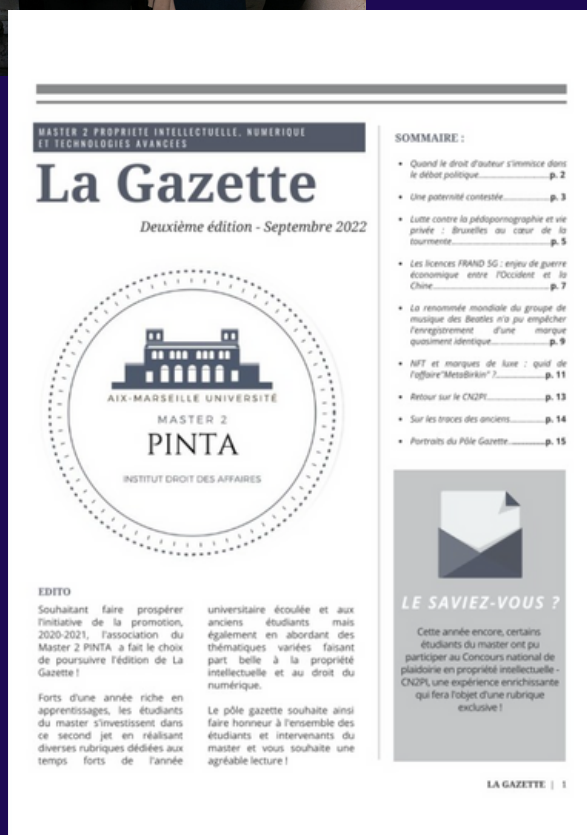 MASTER 2 PROPRIETE INTELLECTUELLE, NUMERIQUE
ET TECHNOLOGIES AVANCEES
La Gazette
Deuxième édition - Septembre 2022
AIX-MARSEILLE UNIVERSITÉ
MASTER 2
PINTA
INSTITUT DROIT DES AFFAIRES
EDITO
Souhaitant faire prospérer
l'initiative de la promotion,
2020-2021, l'association du
Master 2 PINTA a fait le choix
de poursuivre l'édition de La
Gazette !
Forts d'une année riche en
apprentissages, les étudiants
du master s'investissent dans
ce second jet en réalisant
diverses rubriques dédiées aux
temps forts de l'année
universitaire écoulée et aux
anciens étudiants mais
également en abordant des
thématiques variées faisant
part belle à la propriété
intellectuelle et au droit du
numérique.
Le pôle gazette souhaite ainsi
faire honneur à l'ensemble des
étudiants et intervenants du
master et vous souhaite une
agréable lecture !
SOMMAIRE :
• Quand le droit d'auteur s'immisce dans
le débat politique..............................p. 2
• Une paternité contestée..................p. 3
• Lutte contre la pédopornographie et vie
privée : Bruxelles au cœur de la
tourmente........................................p. 5
• Les licences FRAND 5G : enjeu de guerre
économique entre l'Occident et la
Chine................................................p. 7
• La renommée mondiale du groupe de
musique des Beatles n'a pu empêcher
l'enregistrement d'une marque
quasiment identique........................p. 9
• NFT et marques de luxe : quid de
l'affaire"MetaBirkin" ?....................p. 11
• Retour sur le CN2PI.......................p. 13
• Sur les traces des anciens.............p. 14
• Portraits du Pôle Gazette..............p. 15
LE SAVIEZ-VOUS ?
Cette année encore, certains
étudiants du master ont pu
participer au Concours national de
plaidoirie en propriété intellectuelle -
CN2PI, une expérience enrichissante
qui fera l'objet d'une rubrique
exclusive !
LA GAZETTE | 1